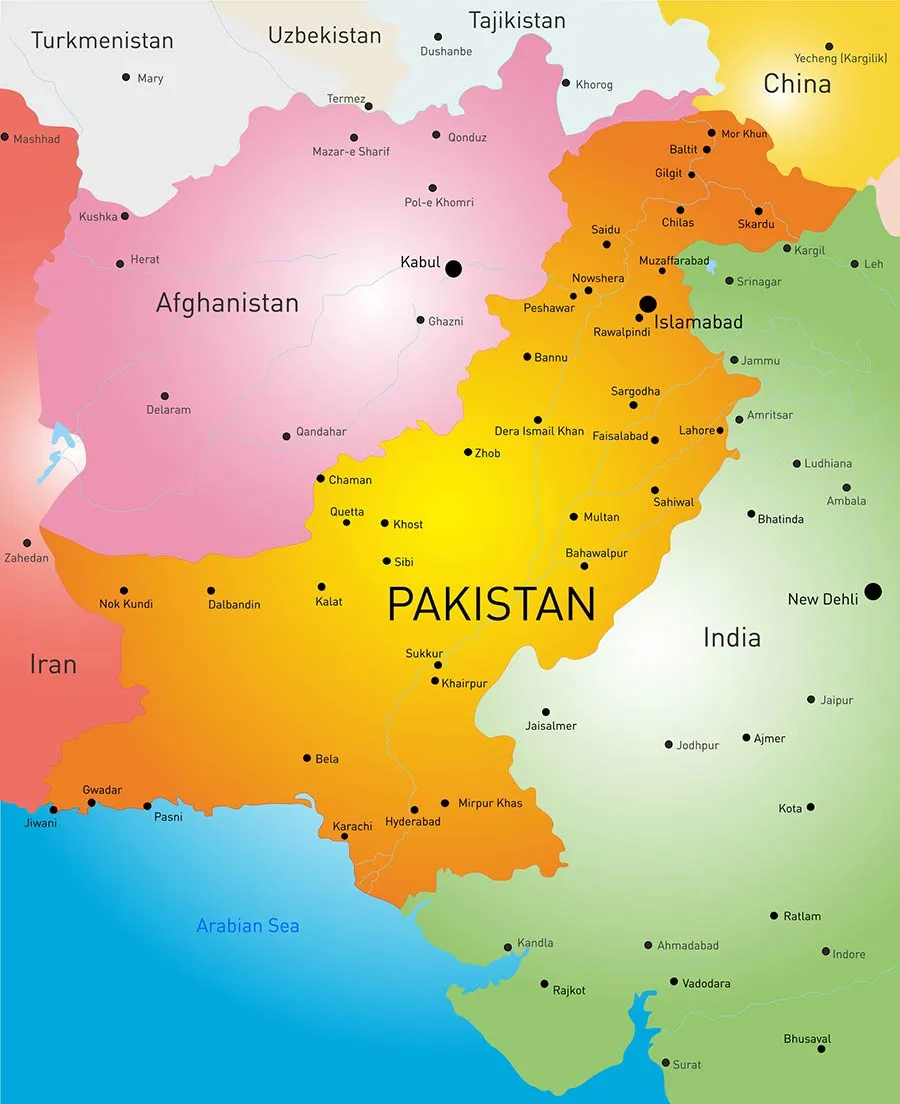 Tajikistan
Uzbekistan
Turkmenistan
Dushanbe
Yecheng (Kargilik)
Mary
China
Khorog
Termez
Mashhad
Qonduz
Mor Khun
Mazar-e Sharif
Baltit
Gilgit
Pol-e Khomri
Kushka
Chilas
Skardu
Saidu
Kargil
Herat
Kabul
Muzaffarabad
Leh
Nowshera
Srinagar
Afghanistan
Peshawar
Ghazni
Islamabad
Rawalpindi
Bannu
Jammu
Sargodha
Delaram
Amritsar
Qandahar
Dera Ismail Khan
Faisalabad
Lahore
Zhob
Ludhiana
Chaman
Ambala
Sahiwal
Quetta
Khost
Multan
Bhatinda
Zahedan
Sibi
Bahawalpur
Nok Kundi
Dalbandin
Kalat
PAKISTAN
New Dehli
India
Sukkur
Iran
Khairpur
Jaipur
Jaisalmer
Jodhpur
Ajmer
Bela
Gwadar
Mirpur Khas
Kota
Jiwani
Pasni
Karachi
Hyderabad
Ratlam
Arabian Sea
Kandla
Ahmadabad
Indore
Rajkot
Vadodara
Bhusaval
Surat